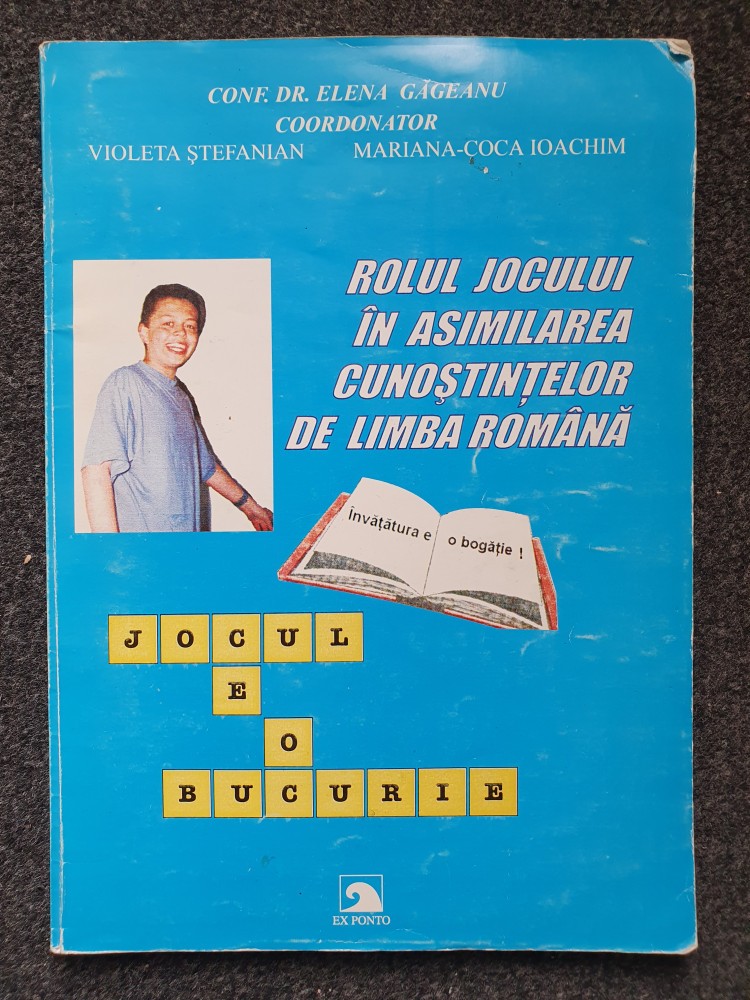 CONF. DR. ELENA GĂGEANU
COORDONATOR
VIOLETA ŞTEFANIAN MARIANA-COCA IOACHIM
ROLUL JOCULUI
ÎN ASIMILAREA
CUNOŞTINŢELOR
DE LIMBA ROMÂNĂ
Învăţătura e o bogăţie !
JOCUL
E
O
BUCURIE
EX PONTO